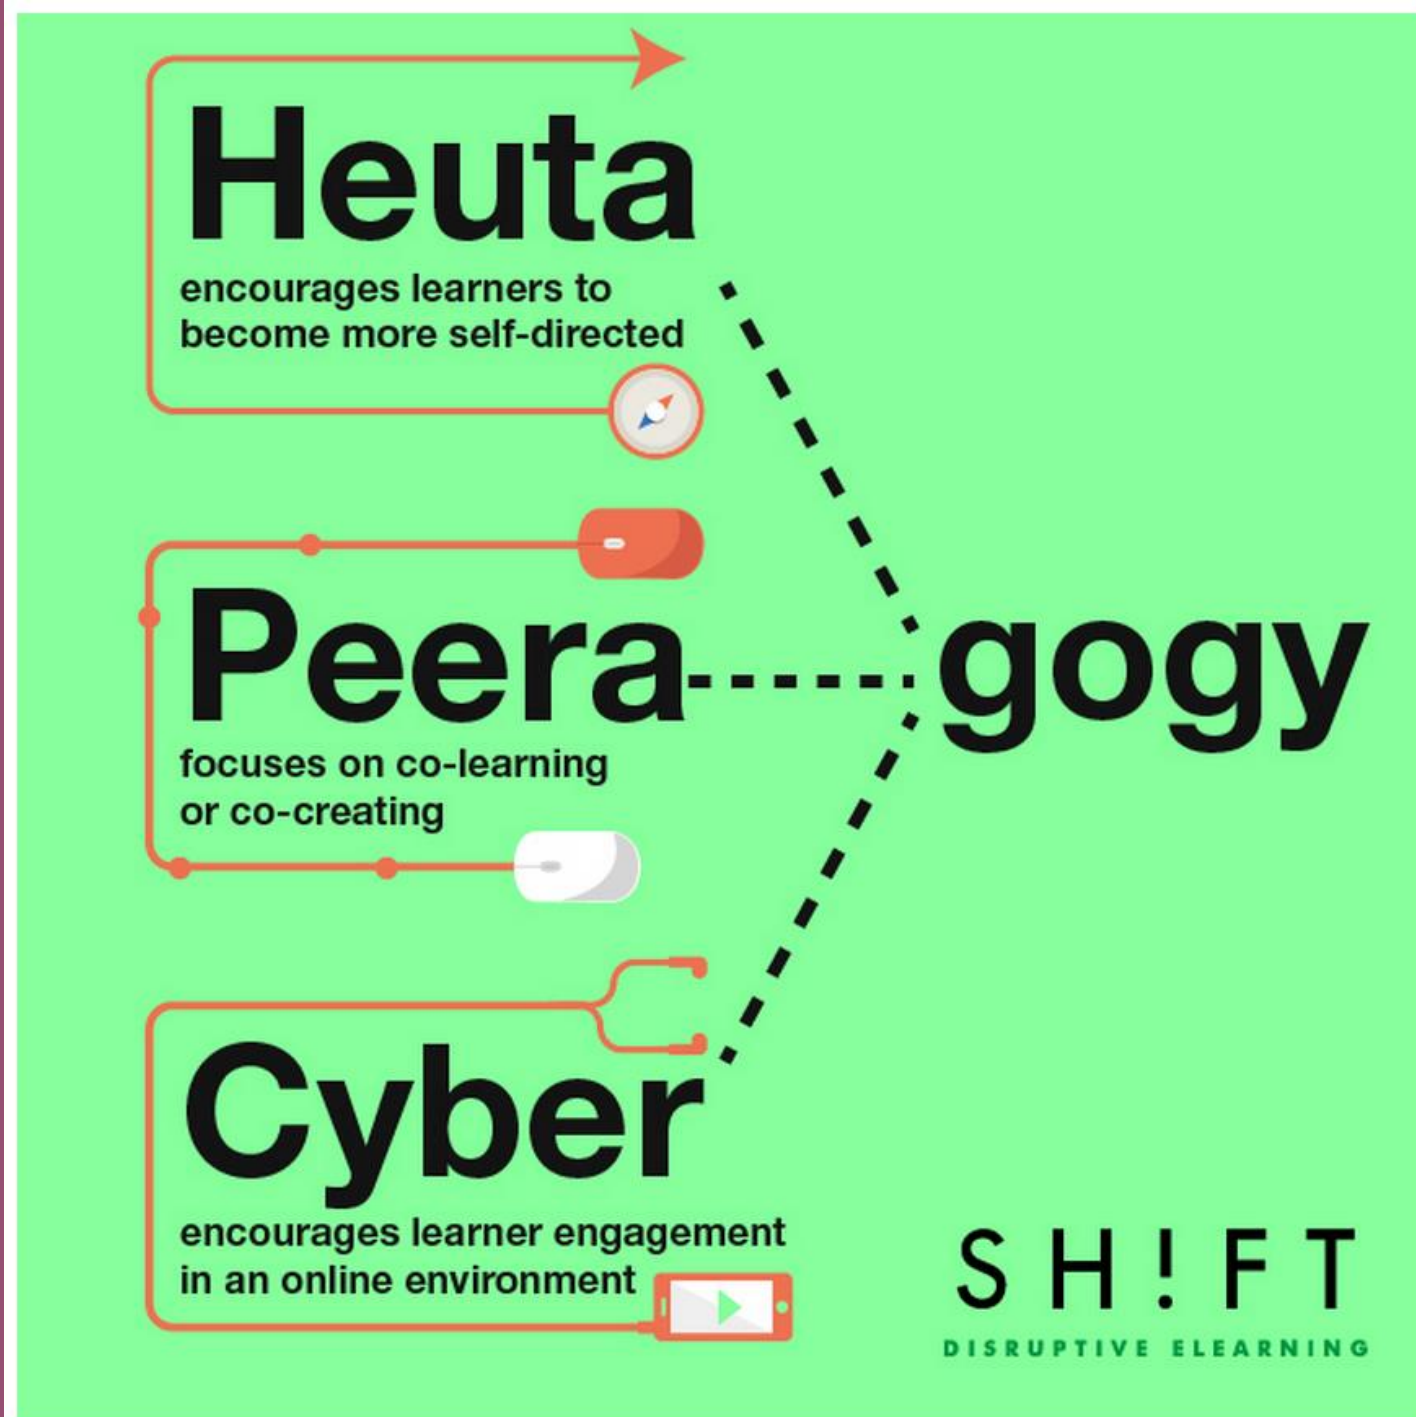 Heuta
encourages learners to
become more self-directed
Peera
gogy
focuses on co-learning
or co-creating
Cyber
encourages learner engagement
in an online environment
SH!FT
DISRUPTIVE ELEARNING